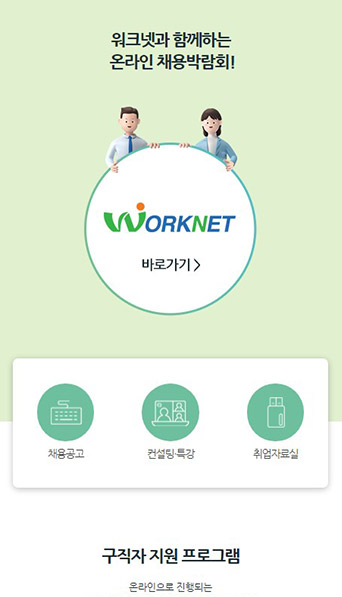 워크넷과 함께하는
온라인 채용박람회!
WORKNET
바로가기 >
채용공고
컨설팅·특강
취업자료실
구직자 지원 프로그램
온라인으로 진행되는